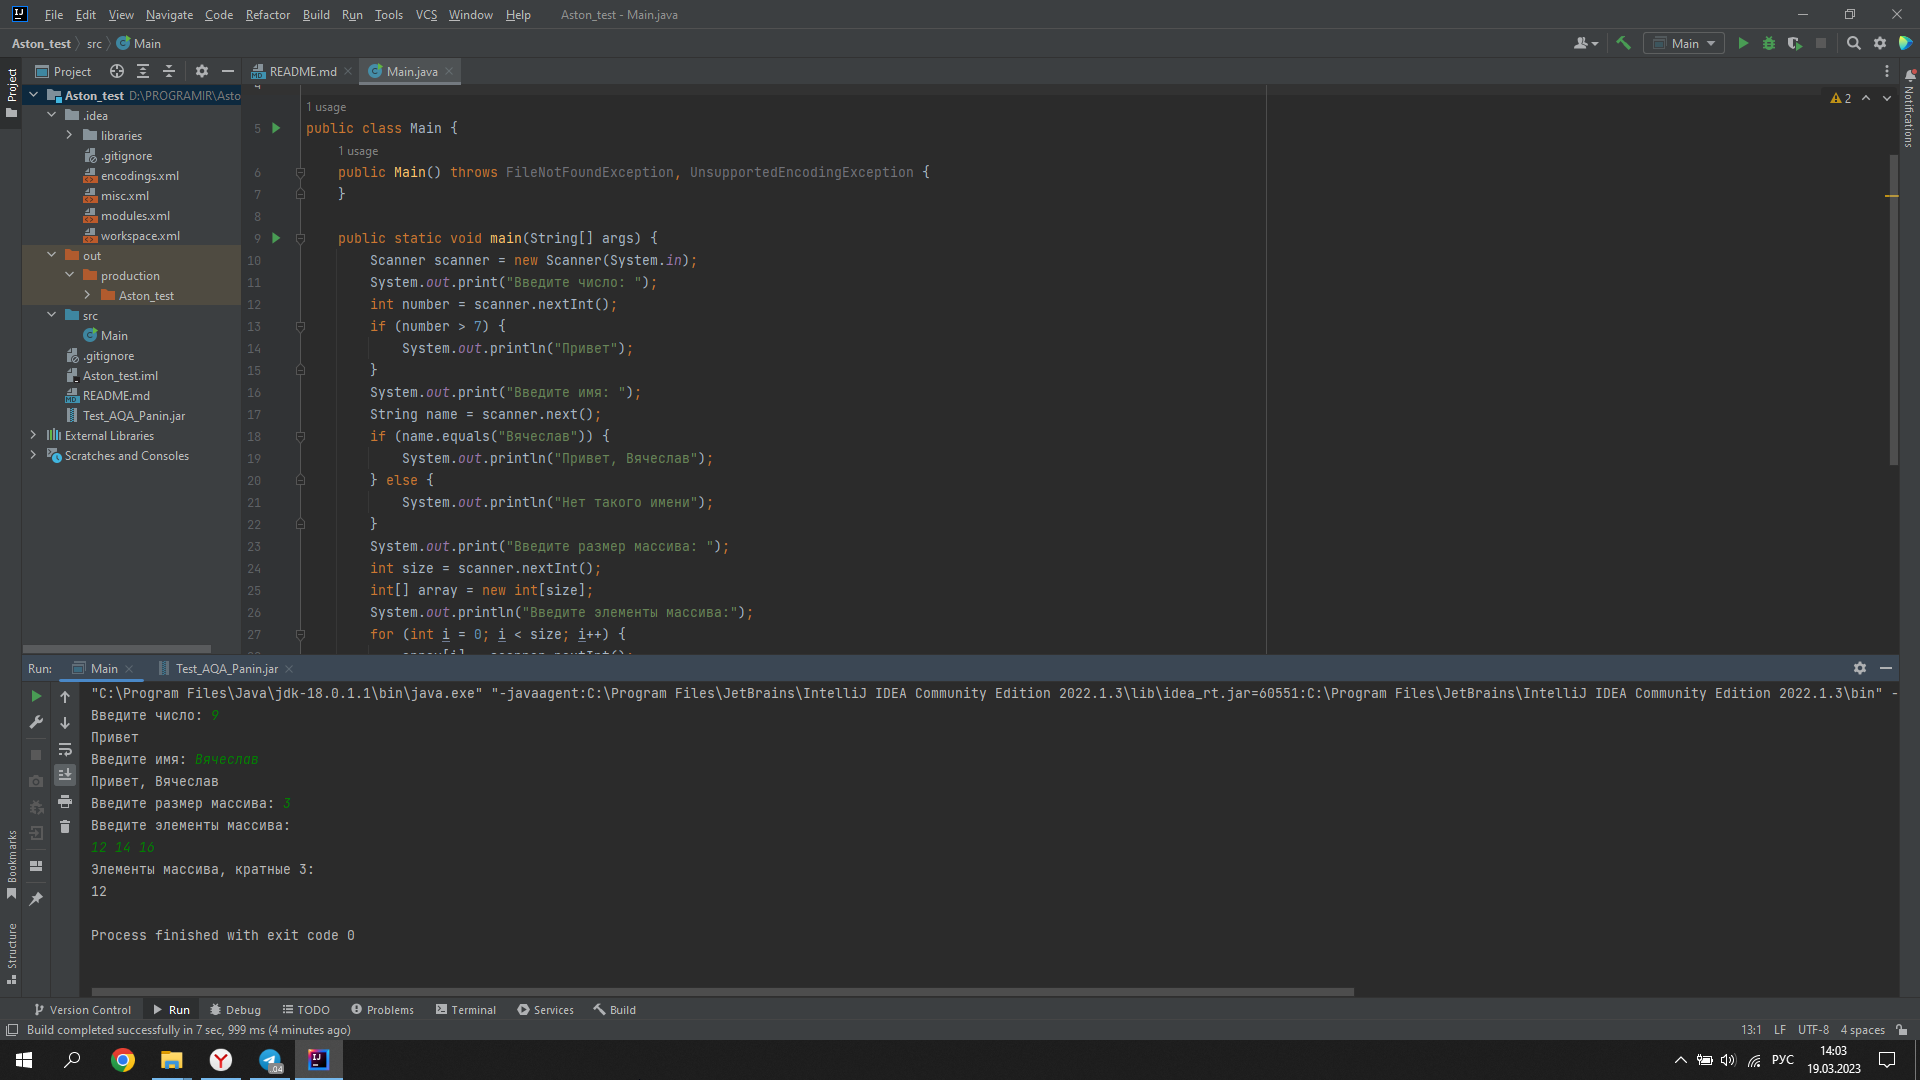 File Edit View Navigate Code Refactor Build Run Tools VCS Window Help Aston_test - Main.java
Aston_test src Main
Main
Project
README.md
Main.java
Project
Notifications
Aston_test D:\PROGRAMIR\Asto
.idea
libraries
.gitignore
encodings.xml
misc.xml
modules.xml
workspace.xml
out
production
Aston_test
src
Main
.gitignore
Aston_test.iml
README.md
Test_AQA_Panin.jar
External Libraries
Scratches and Consoles
2
4
1 usage
5 public class Main {
1 usage
6 public Main() throws FileNotFoundException, UnsupportedEncodingException {
7 }
8
9 public static void main(String[] args) {
10 Scanner scanner = new Scanner(System.in);
11 System.out.print("Введите число: ");
12 int number = scanner.nextInt();
13 if (number > 7) {
14 System.out.println("Привет");
15 }
16 System.out.print("Введите имя: ");
17 String name = scanner.next();
18 if (name.equals("Вячеслав")) {
19 System.out.println("Привет, Вячеслав");
20 } else {
21 System.out.println("Нет такого имени");
22 }
23 System.out.print("Введите размер массива: ");
24 int size = scanner.nextInt();
25 int[] array = new int[size];
26 System.out.println("Введите элементы массива:");
27 for (int i = 0; i < size; i++) {
Run: Main Test_AQA_Panin.jar
"C:\Program Files\Java\jdk-18.0.1.1\bin\java.exe" "-javaagent:C:\Program Files\JetBrains\IntelliJ IDEA Community Edition 2022.1.3\lib\idea_rt.jar=60551:C:\Program Files\JetBrains\IntelliJ IDEA Community Edition 2022.1.3\bin" -
Введите число: 9
Привет
Введите имя: Вячеслав
Привет, Вячеслав
Введите размер массива: 3
Введите элементы массива:
12 14 16
Элементы массива, кратные 3:
12
Process finished with exit code 0
Bookmarks
Structure
Version Control Run Debug TODO Problems Terminal Services Build
Build completed successfully in 7 sec, 999 ms (4 minutes ago)
13:1 LF UTF-8 4 spaces
.04
РУС
14:03
19.03.2023